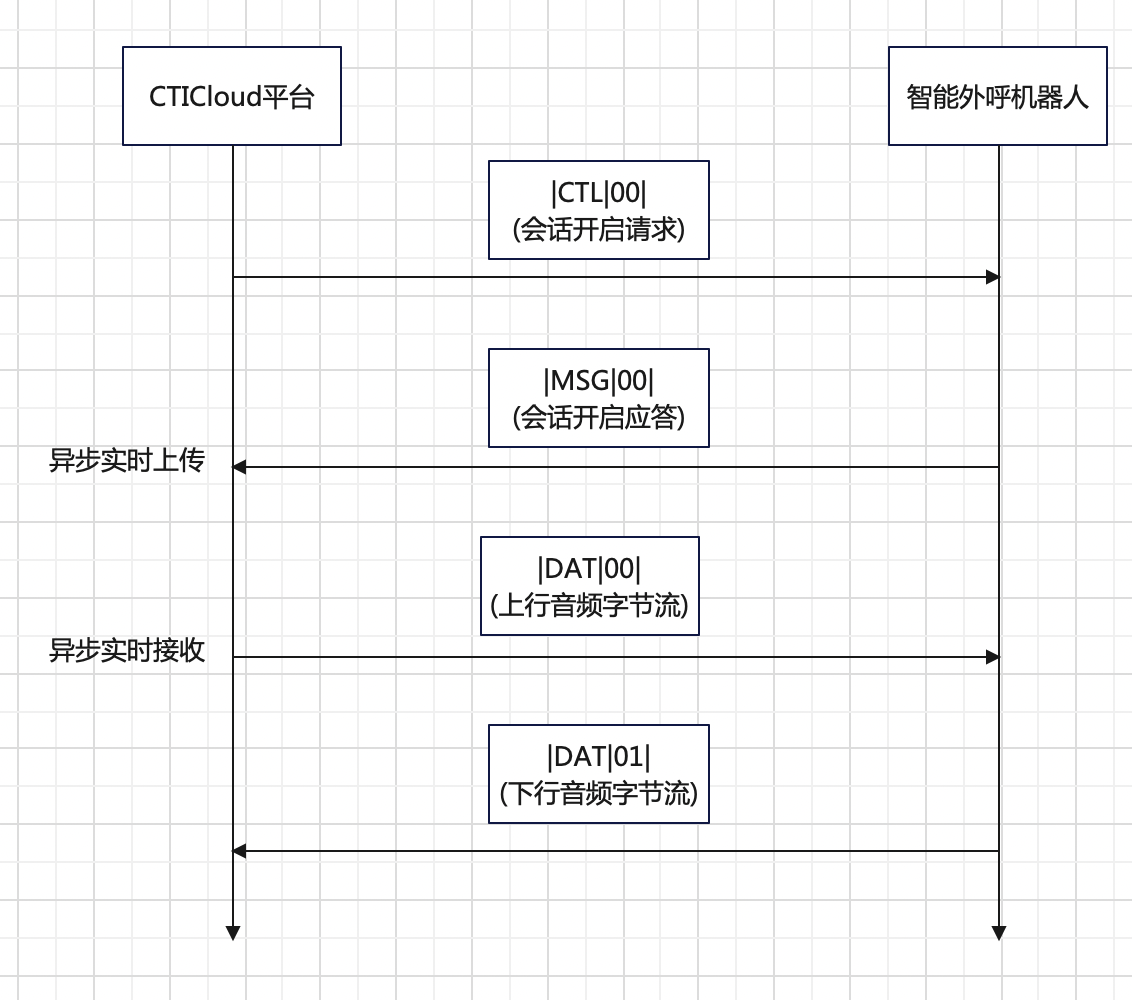 CTICloud平台
智能外呼机器人
|CTL|00|
(会话开启请求)
|MSG|00|
(会话开启应答)
异步实时上传
|DAT|00|
(上行音频字节流)
异步实时接收
|DAT|01|
(下行音频字节流)